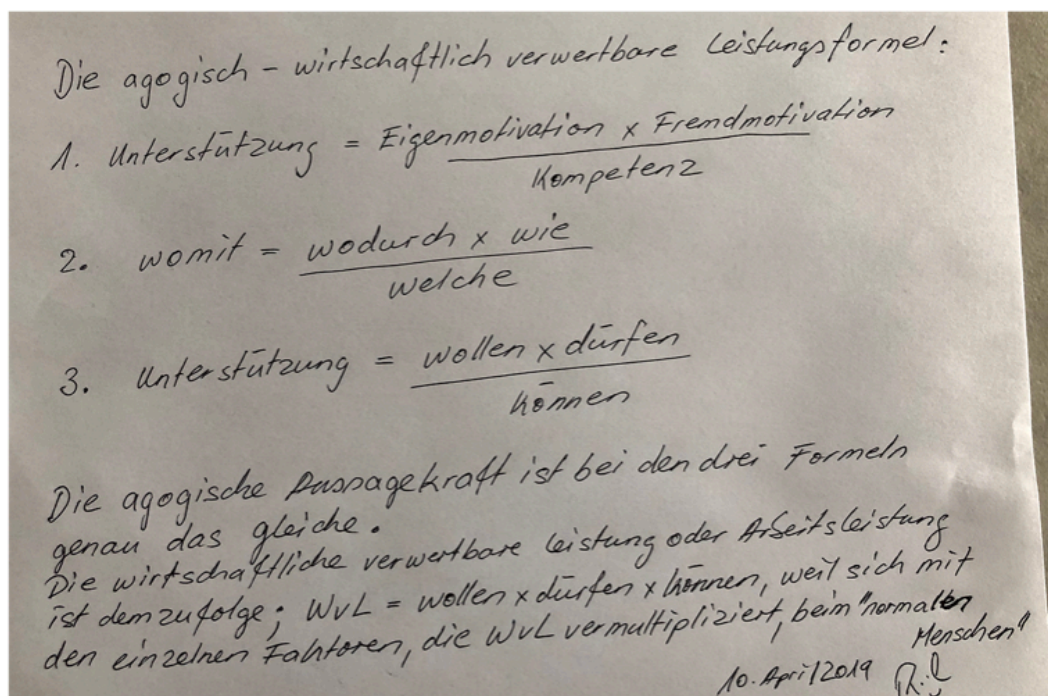 Die agogisch - wirtschaftlich verwertbare Leistungsformel:
1. Unterstützung = Eigenmotivation x Fremdmotivation
Kompetenz
2. womit = wodurch x wie
welche
3. Unterstützung = wollen x dürfen
können
Die agogische Aussagekraft ist bei den drei Formeln
genau das gleiche.
Die wirtschaftliche verwertbare Leistung oder Arbeitsleistung
ist demzufolge; WvL = wollen x dürfen x können, weil sich mit
den einzelnen Faktoren, die WvL vermultipliziert, beim "normalen
Menschen"
10. April 2019